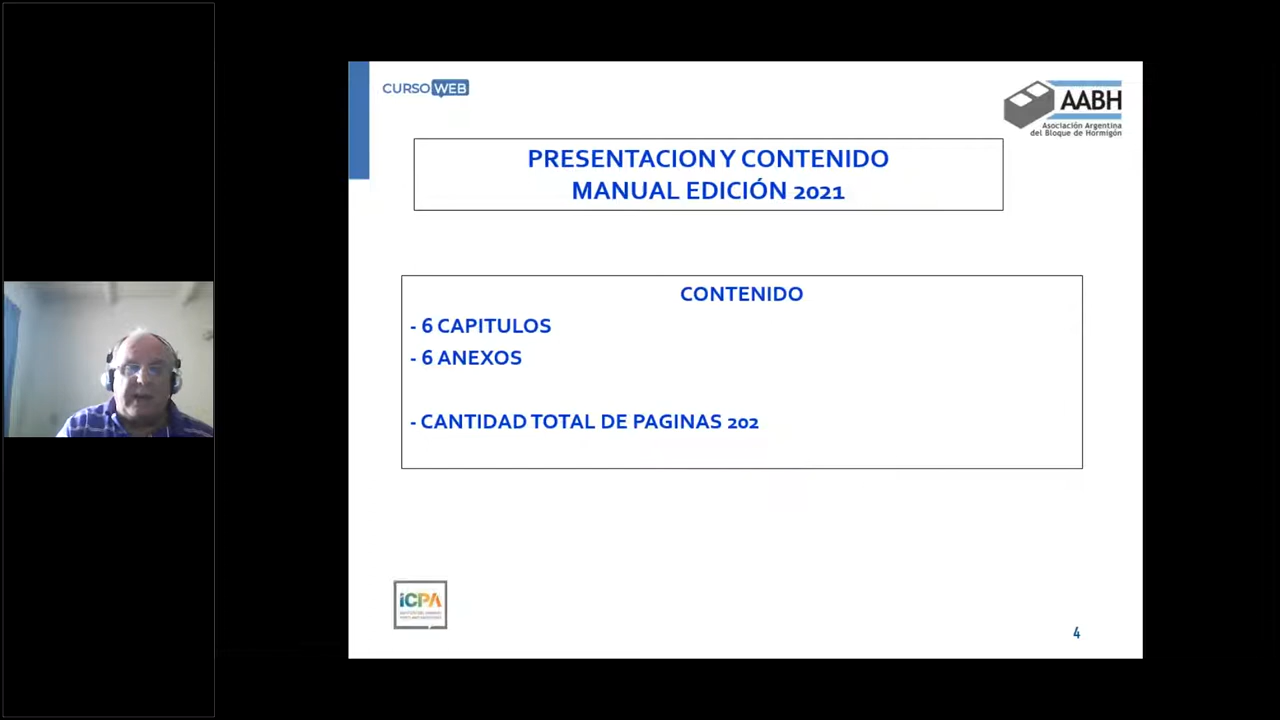 CURSO WEB
AABH
Asociación Argentina
del Bloque de Hormigón
PRESENTACION Y CONTENIDO
MANUAL EDICIÓN 2021
CONTENIDO
- 6 CAPITULOS
- 6 ANEXOS
- CANTIDAD TOTAL DE PAGINAS 202
iCPA
4